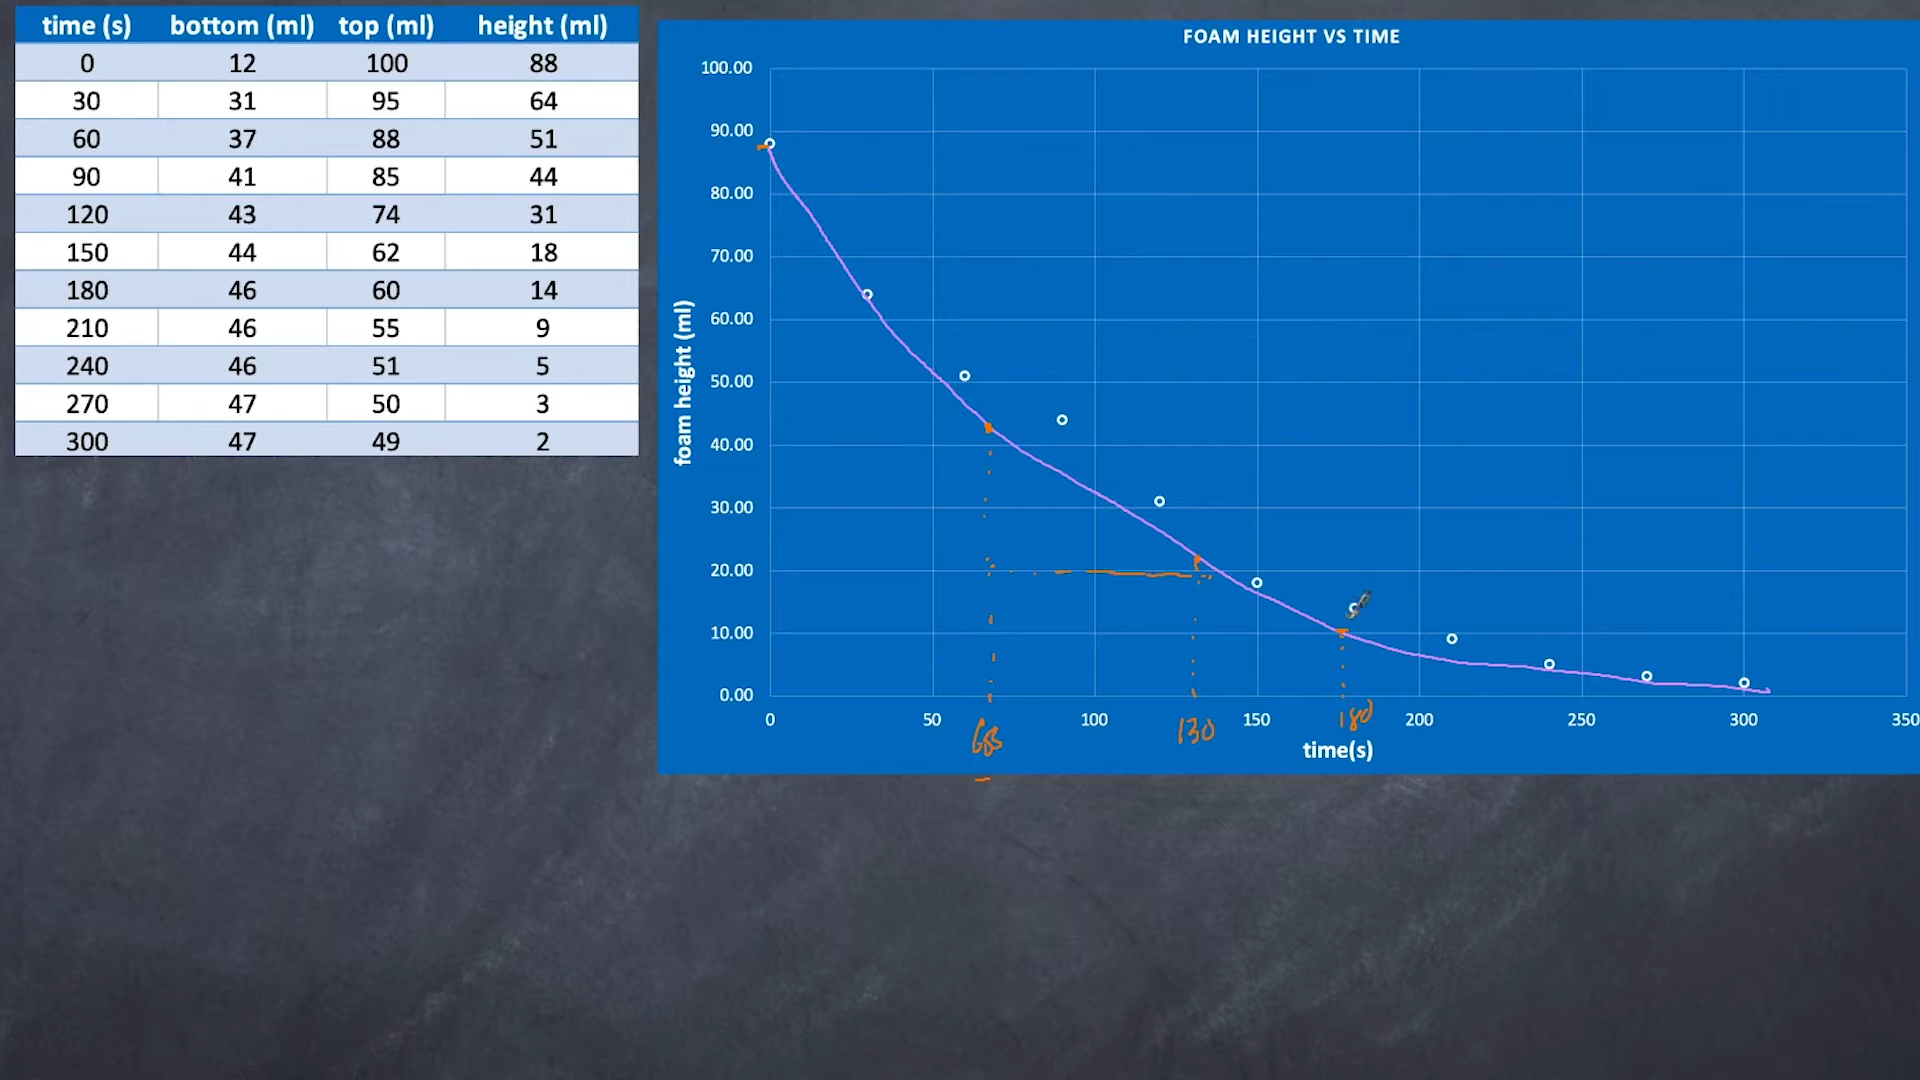 time (s) bottom (ml) top (ml) height (ml)
0 12 100 88
30 31 95 64
60 37 88 51
90 41 85 44
120 43 74 31
150 44 62 18
180 46 60 14
210 46 55 9
240 46 51 5
270 47 50 3
300 47 49 2
FOAM HEIGHT VS TIME
100.00
90.00
80.00
70.00
60.00
50.00
40.00
30.00
20.00
10.00
0.00
foam height (ml)
0 50 100 150 200 250 300 350
130
180
time(s)